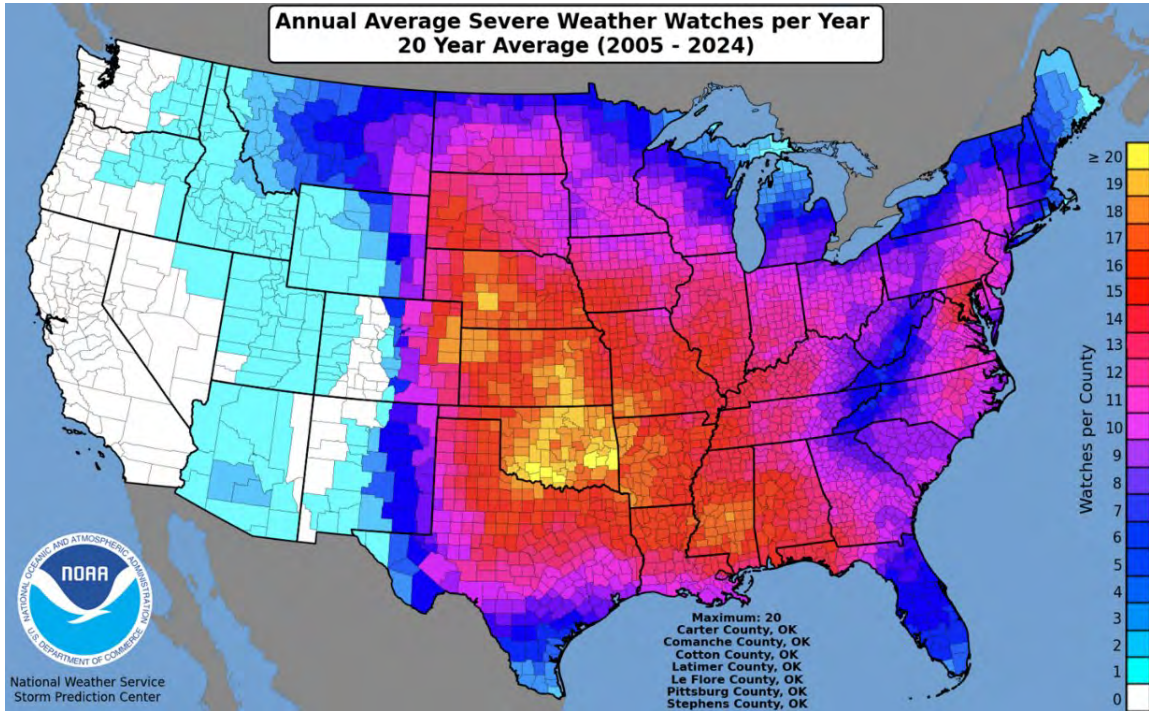 Annual Average Severe Weather Watches per Year
20 Year Average (2005 - 2024)
≥ 20
19
18
17
16
15
14
13
12
11
10
9
8
7
6
5
4
3
2
1
0
Watches per County
NATIONAL OCEANIC AND ATMOSPHERIC ADMINISTRATION
NOAA
U.S. DEPARTMENT OF COMMERCE
National Weather Service
Storm Prediction Center
Maximum: 20
Carter County, OK
Comanche County, OK
Cotton County, OK
Latimer County, OK
Le Flore County, OK
Pittsburg County, OK
Stephens County, OK